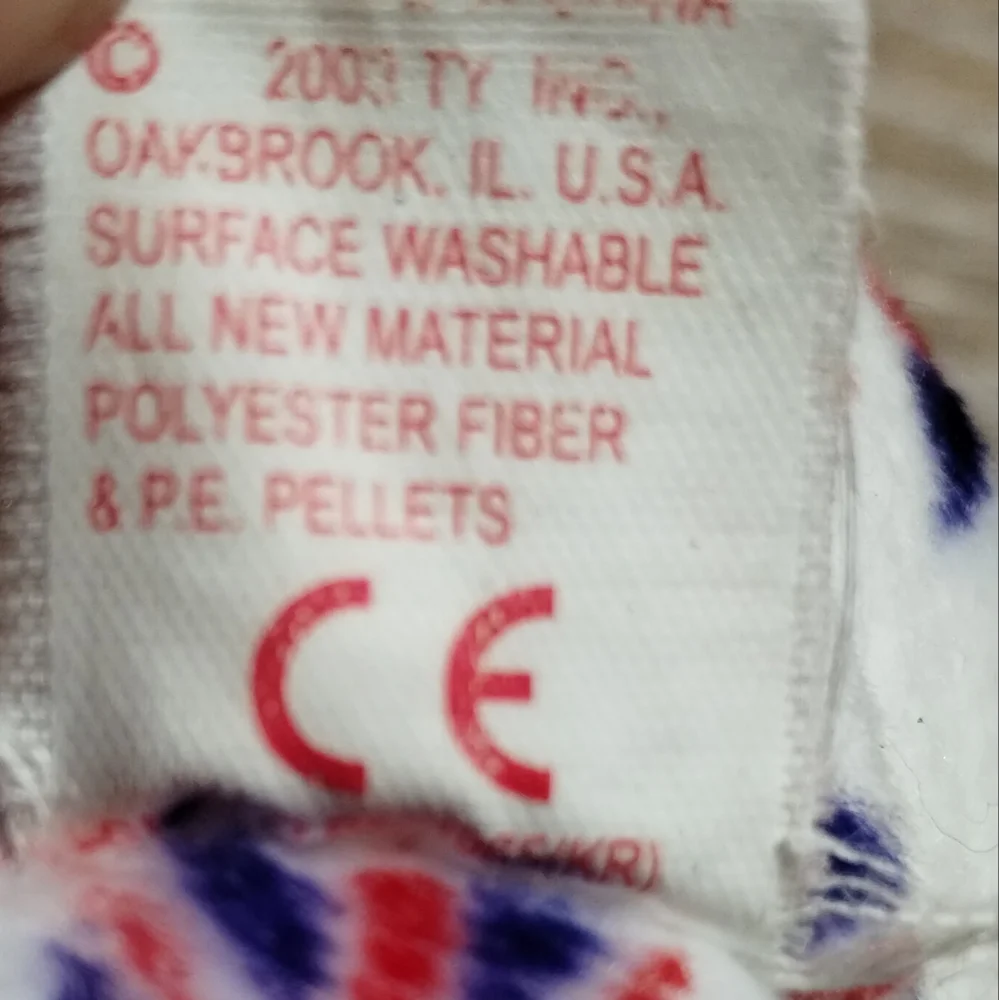 © 2003 TY INC.,
OAKBROOK, IL. U.S.A.
SURFACE WASHABLE
ALL NEW MATERIAL
POLYESTER FIBER
& P.E. PELLETS
CE